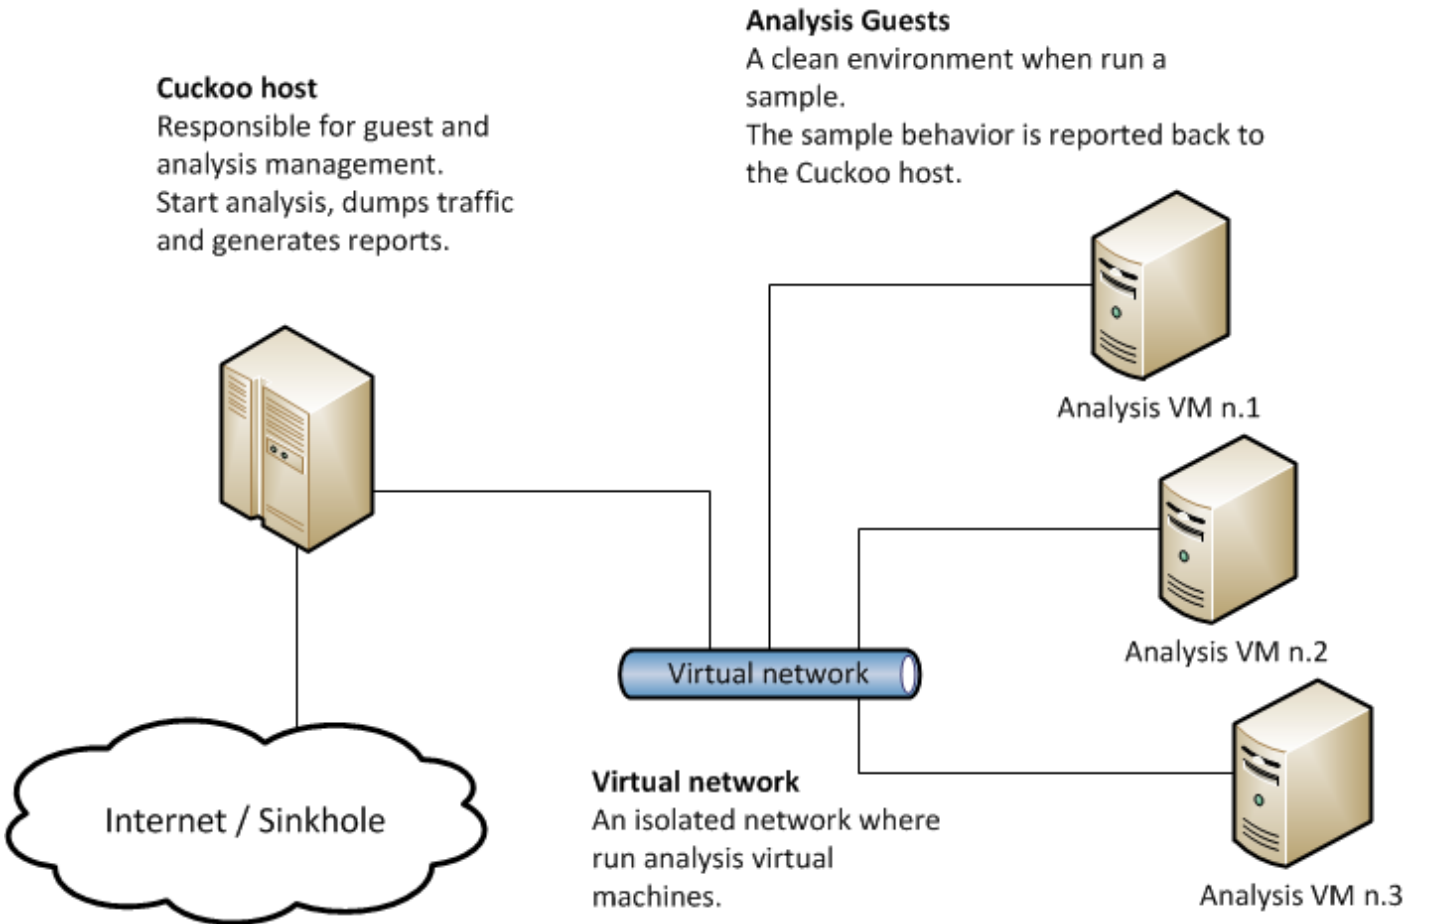 Cuckoo host
Responsible for guest and
analysis management.
Start analysis, dumps traffic
and generates reports.
Analysis Guests
A clean environment when run a
sample.
The sample behavior is reported back to
the Cuckoo host.
Analysis VM n.1
Analysis VM n.2
Virtual network
Analysis VM n.3
Internet / Sinkhole
Virtual network
An isolated network where
run analysis virtual
machines.